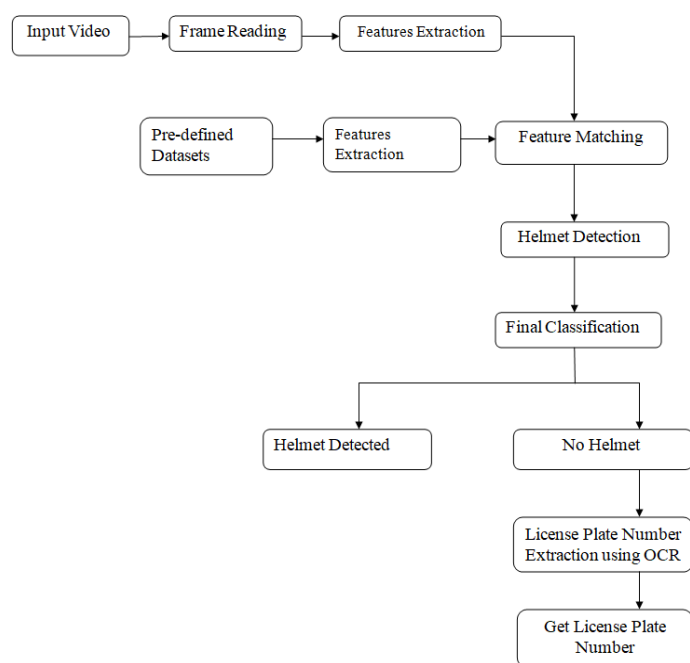 Input Video
Frame Reading
Features Extraction
Pre-defined
Datasets
Features
Extraction
Feature Matching
Helmet Detection
Final Classification
Helmet Detected
No Helmet
License Plate Number
Extraction using OCR
Get License Plate
Number